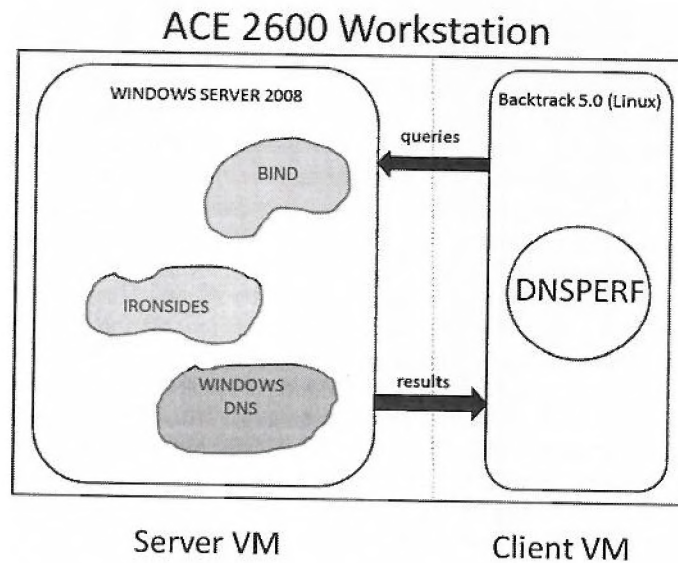 ACE 2600 Workstation
WINDOWS SERVER 2008
Backtrack 5.0 (Linux)
queries
BIND
DNSPERF
IRONSIDES
WINDOWS
DNS
results
Server VM
Client VM